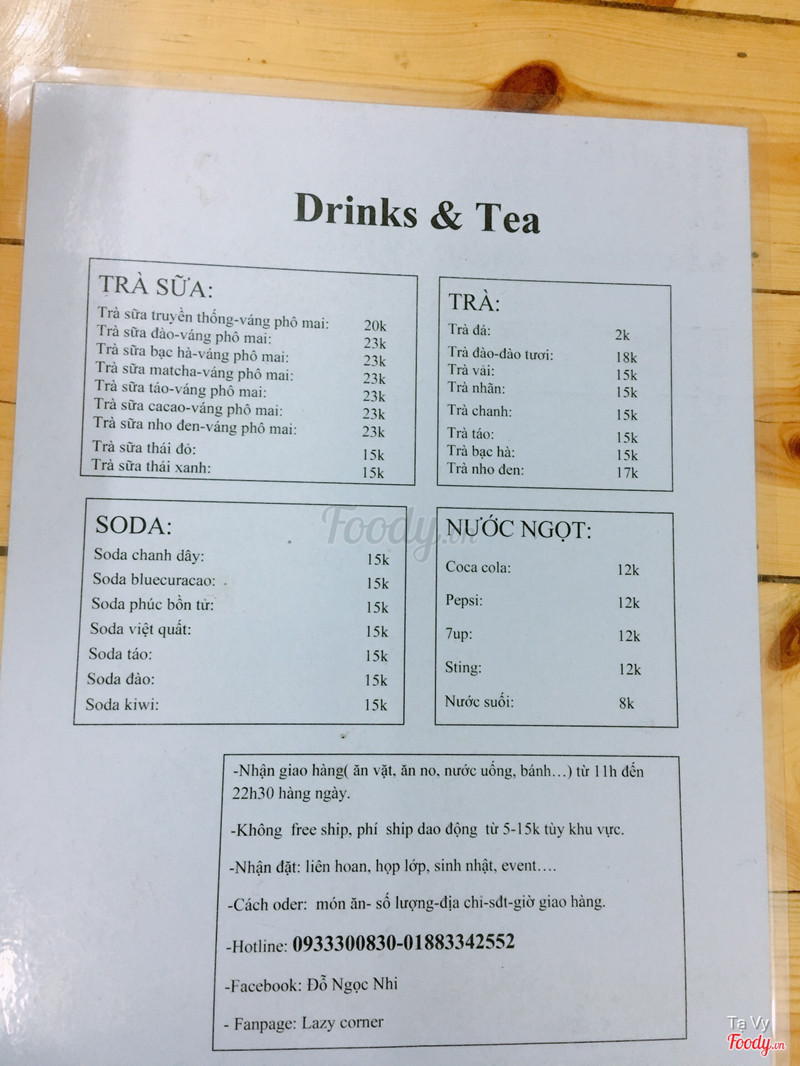 Drinks & Tea
TRÀ SỮA:
Trà sữa truyền thống-váng phô mai: 20k
Trà sữa đào-váng phô mai: 23k
Trà sữa bạc hà-váng phô mai: 23k
Trà sữa matcha-váng phô mai: 23k
Trà sữa táo-váng phô mai: 23k
Trà sữa cacao-váng phô mai: 23k
Trà sữa nho đen-váng phô mai: 23k
Trà sữa thái đỏ: 15k
Trà sữa thái xanh: 15k
TRÀ:
Trà đá: 2k
Trà đào-đào tươi: 18k
Trà vải: 15k
Trà nhãn: 15k
Trà chanh: 15k
Trà táo: 15k
Trà bạc hà: 15k
Trà nho đen: 17k
SODA:
Soda chanh dây: 15k
Soda bluecuracao: 15k
Soda phúc bồn tử: 15k
Soda việt quất: 15k
Soda táo: 15k
Soda đào: 15k
Soda kiwi: 15k
NƯỚC NGỌT:
Coca cola: 12k
Pepsi: 12k
7up: 12k
Sting: 12k
Nước suối: 8k
-Nhận giao hàng( ăn vặt, ăn no, nước uống, bánh…) từ 11h đến
22h30 hàng ngày.
-Không free ship, phí ship dao động từ 5-15k tùy khu vực.
-Nhận đặt: liên hoan, họp lớp, sinh nhật, event….
-Cách oder: món ăn- số lượng-địa chỉ-sđt-giờ giao hàng.
-Hotline: 0933300830-01883342552
-Facebook: Đỗ Ngọc Nhi
- Fanpage: Lazy corner
Foody.vn
Tạ Vy
Foody.vn